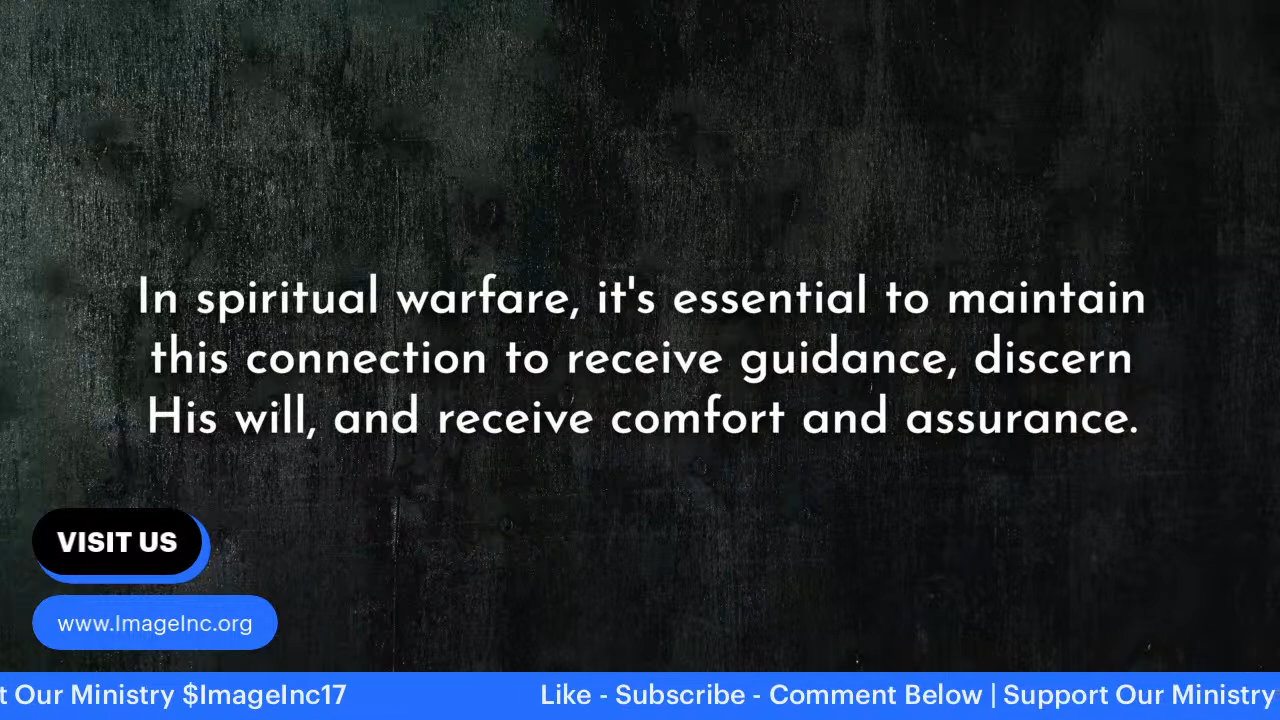 In spiritual warfare, it's essential to maintain
this connection to receive guidance, discern
His will, and receive comfort and assurance.
VISIT US
www.ImageInc.org
t Our Ministry $ImageInc17 Like - Subscribe - Comment Below | Support Our Ministry